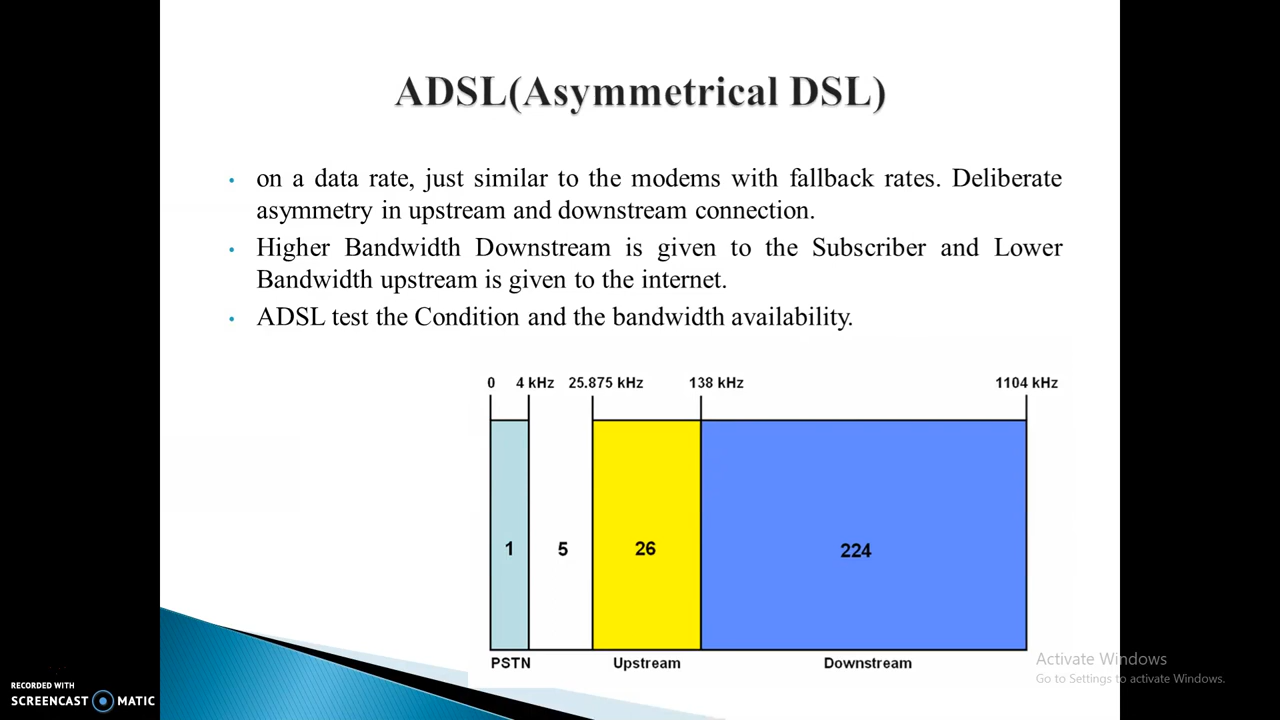 ADSL(Asymmetrical DSL)
• on a data rate, just similar to the modems with fallback rates. Deliberate
asymmetry in upstream and downstream connection.
• Higher Bandwidth Downstream is given to the Subscriber and Lower
Bandwidth upstream is given to the internet.
• ADSL test the Condition and the bandwidth availability.
0 4 kHz 25.875 kHz 138 kHz 1104 kHz
1 5 26 224
PSTN Upstream Downstream
Activate Windows
Go to Settings to activate Windows.
RECORDED WITH
SCREENCAST MATIC